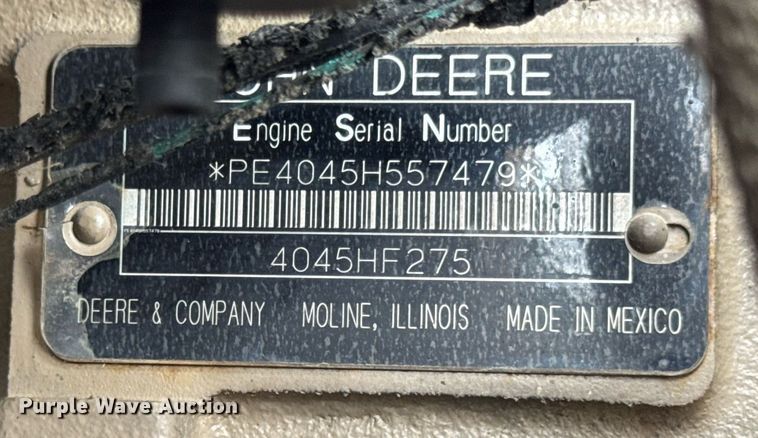 DEERE
Engine Serial Number
*PE4045H557479*
4045HF275
DEERE & COMPANY MOLINE, ILLINOIS MADE IN MEXICO
Purple Wave Auction